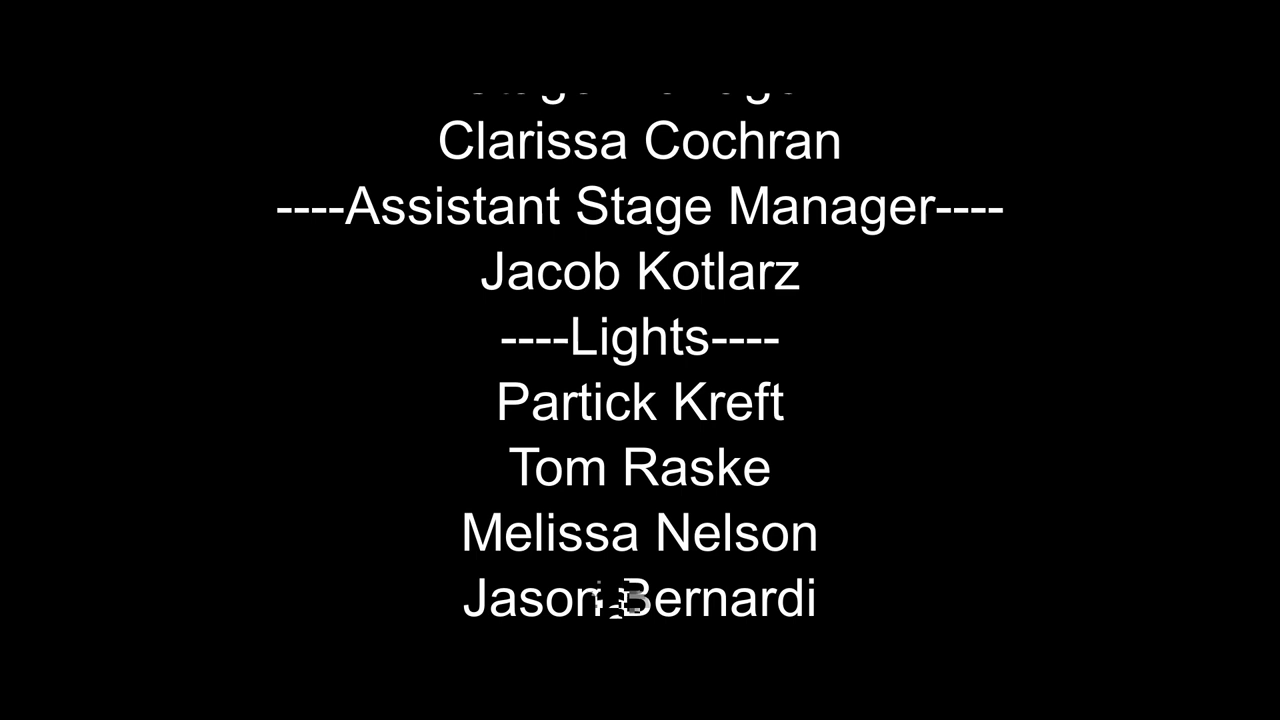 Clarissa Cochran
----Assistant Stage Manager----
Jacob Kotlarz
----Lights----
Partick Kreft
Tom Raske
Melissa Nelson
Jason Bernardi